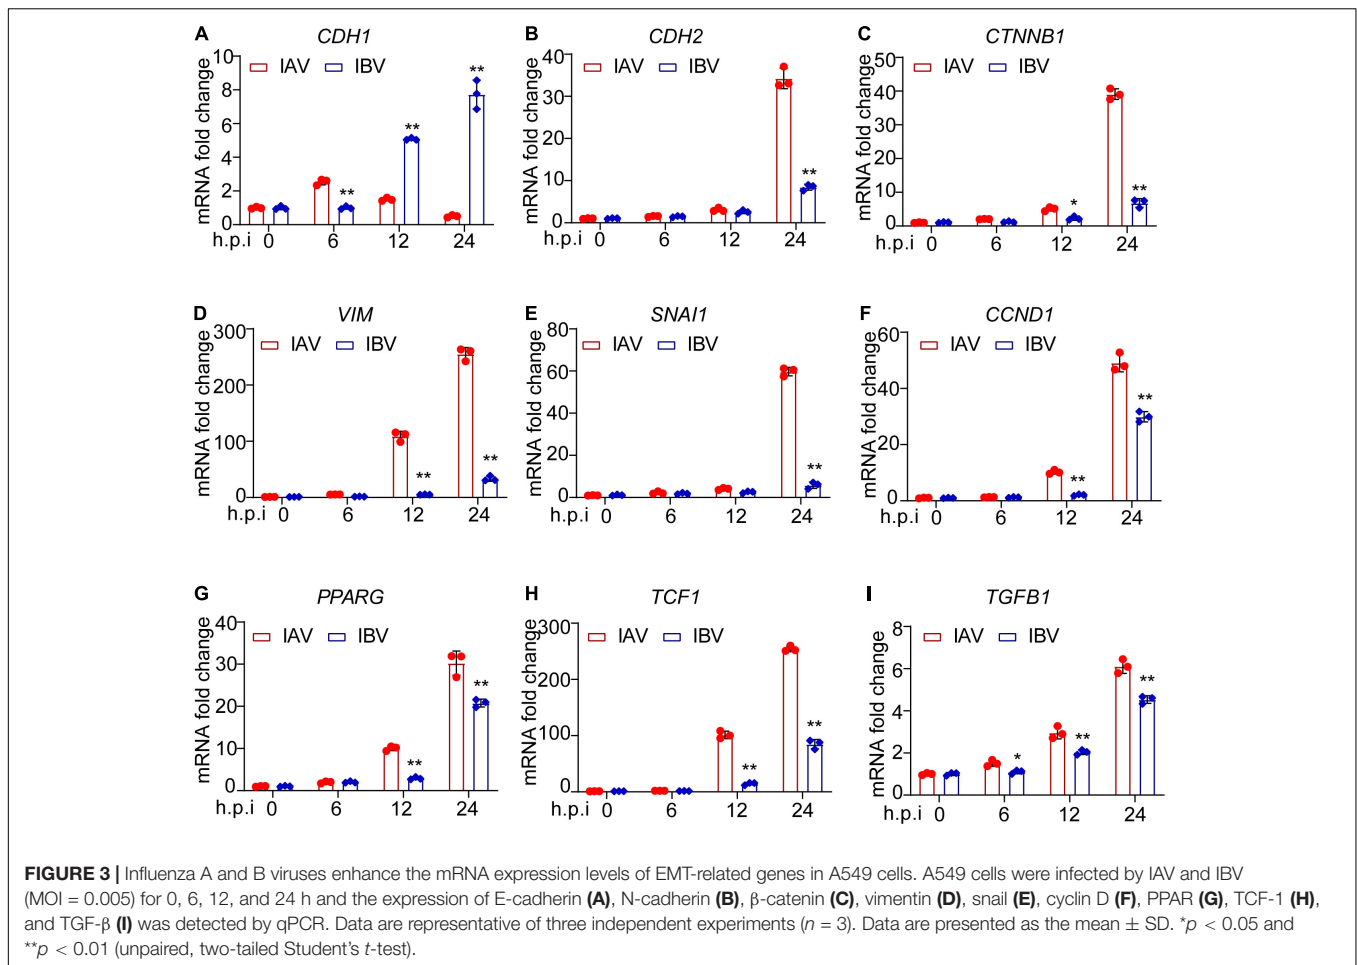 A CDH1
IAV IBV
mRNA fold change
10
8
6
4
2
0
** ** **
h.p.i 0 6 12 24
B CDH2
IAV IBV
mRNA fold change
40
30
20
10
0
**
h.p.i 0 6 12 24
C CTNNB1
IAV IBV
mRNA fold change
50
40
50
20
10
0
* **
h.p.i 0 6 12 24
D VIM
IAV IBV
mRNA fold change
300
200
100
0
** **
h.p.i 0 6 12 24
E SNAI1
IAV IBV
mRNA fold change
80
60
40
20
0
**
h.p.i 0 6 12 24
F CCND1
IAV IBV
mRNA fold change
60
40
20
0
** **
h.p.i 0 6 12 24
G PPARG
IAV IBV
mRNA fold change
40
30
20
10
0
** **
h.p.i 0 6 12 24
H TCF1
IAV IBV
mRNA fold change
300
200
100
0
** **
h.p.i 0 6 12 24
I TGFB1
IAV IBV
mRNA fold change
8
6
4
2
0
* ** **
h.p.i 0 6 12 24
FIGURE 3 | Influenza A and B viruses enhance the mRNA expression levels of EMT-related genes in A549 cells. A549 cells were infected by IAV and IBV
(MOI = 0.005) for 0, 6, 12, and 24 h and the expression of E-cadherin (A), N-cadherin (B), β-catenin (C), vimentin (D), snail (E), cyclin D (F), PPAR (G), TCF-1 (H),
and TGF-β (I) was detected by qPCR. Data are representative of three independent experiments (n = 3). Data are presented as the mean ± SD. *p < 0.05 and
**p < 0.01 (unpaired, two-tailed Student's t-test).